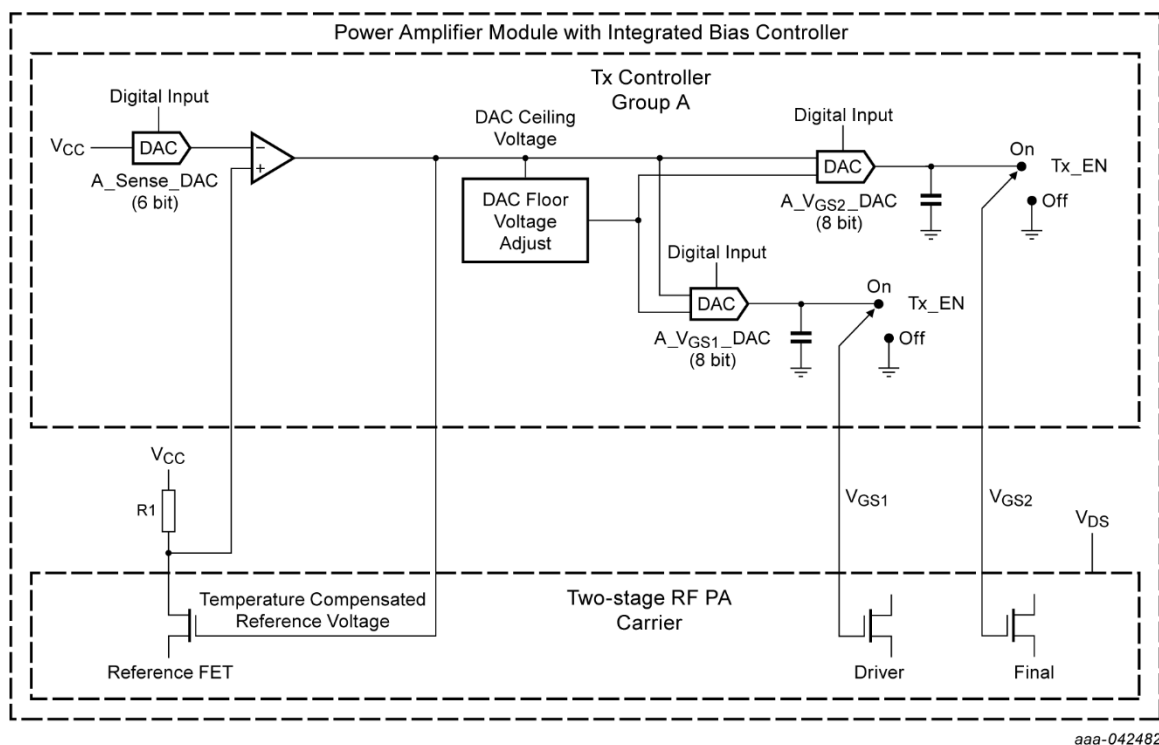 Power Amplifier Module with Integrated Bias Controller
Tx Controller
Group A
Digital Input
VCC
DAC
A_Sense_DAC
(6 bit)
−
+
DAC Ceiling
Voltage
DAC Floor
Voltage
Adjust
Digital Input
DAC
A_VGS2_DAC
(8 bit)
On
Tx_EN
Off
Digital Input
DAC
A_VGS1_DAC
(8 bit)
On
Tx_EN
Off
VCC
R1
VGS1
VGS2
VDS
Temperature Compensated
Reference Voltage
Reference FET
Two-stage RF PA
Carrier
Driver
Final
aaa-042482